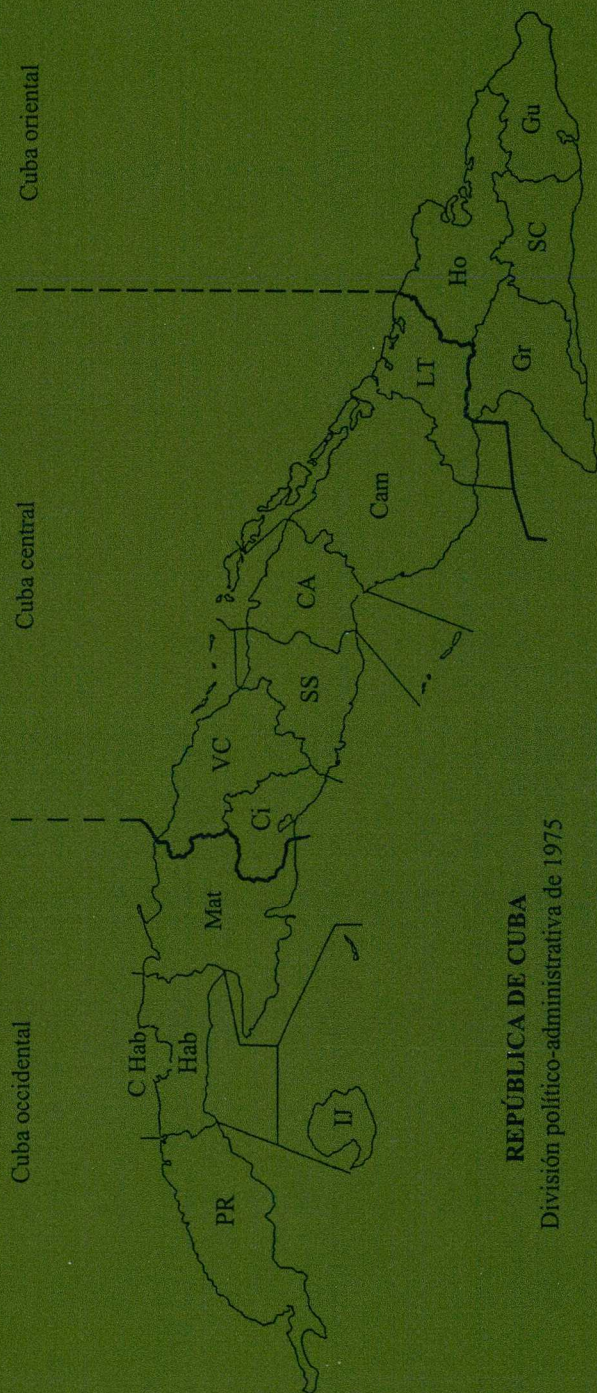 Cuba occidental
Cuba central
Cuba oriental
C Hab
Hab
PR
IJ
Mat
VC
Ci
SS
CA
Cam
LT
Ho
Gr
SC
Gu
REPÚBLICA DE CUBA
División político-administrativa de 1975